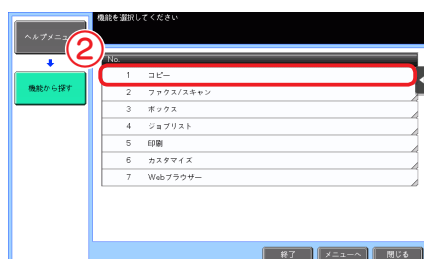 機能を選択してください
ヘルプメニュー
②
機能から探す
No.
1 コピー
2 ファクス/スキャン
3 ボックス
4 ジョブリスト
5 印刷
6 カスタマイズ
7 Webブラウザー
終了 メニューへ 閉じる